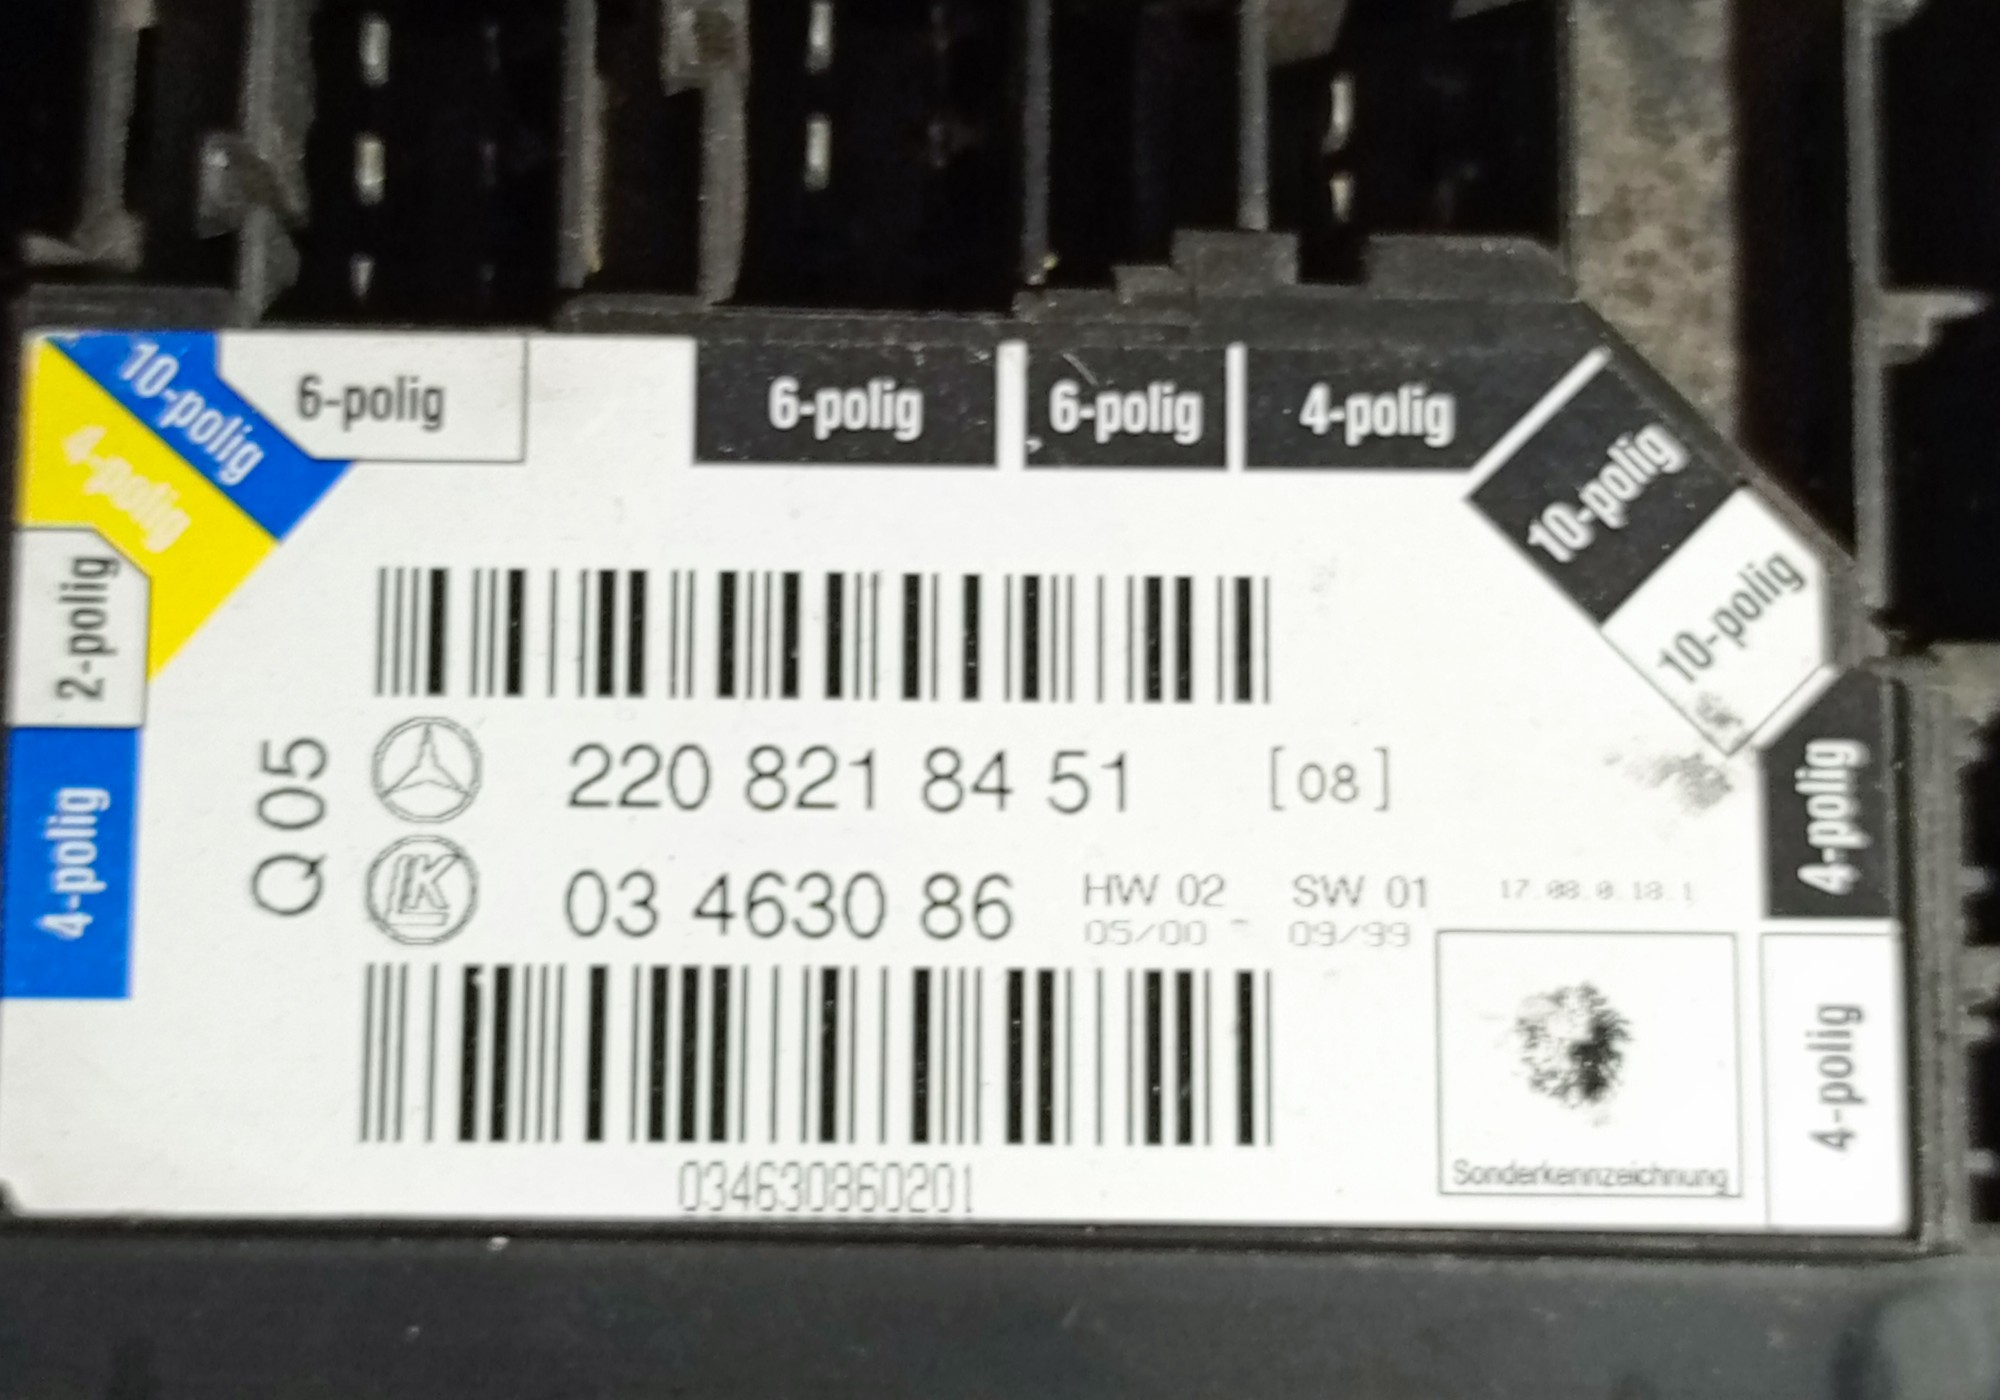 10-polig
4-polig
6-polig
6-polig
6-polig
4-polig
10-polig
10-polig
2-polig
4-polig
4-polig
4-polig
Q 05
220 821 84 51 [08]
LK
03 4630 86 HW 02 SW 01
05/00 09/99
034630860201
Sonderkennzeichnung